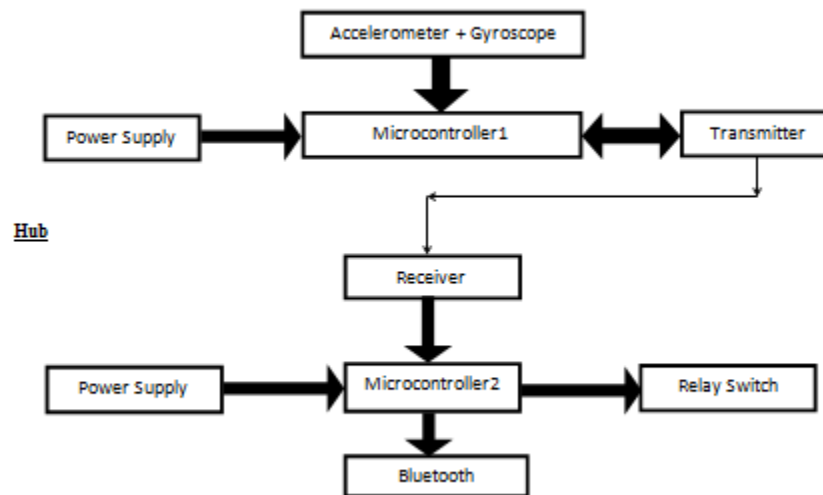 Accelerometer + Gyroscope
Power Supply
Microcontroller1
Transmitter
Hub
Receiver
Power Supply
Microcontroller2
Relay Switch
Bluetooth